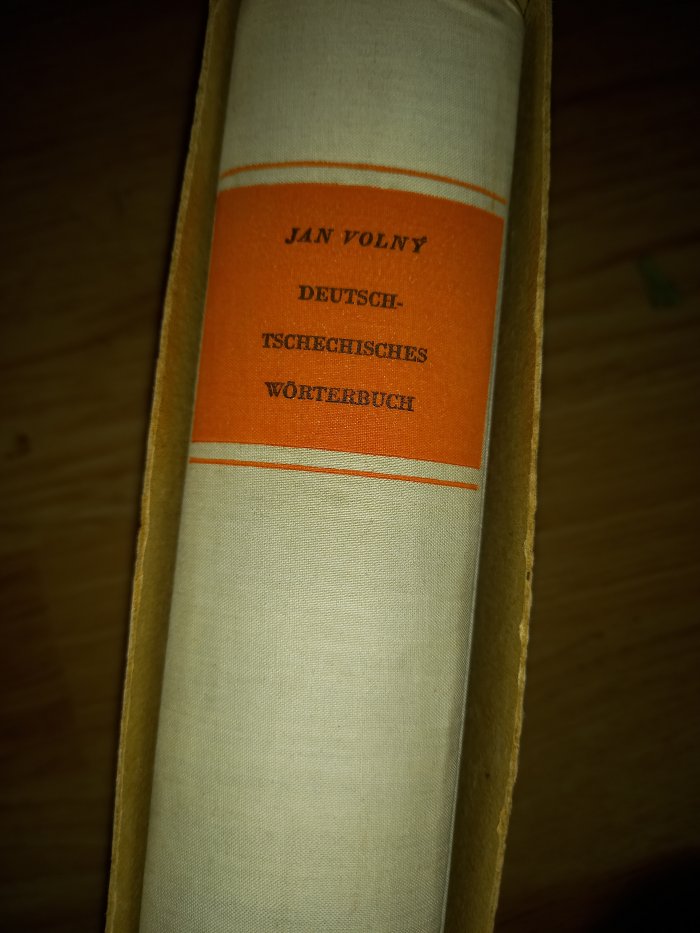 JAN VOLNÝ
DEUTSCH-
TSCHECHISCHES
WÖRTERBUCH